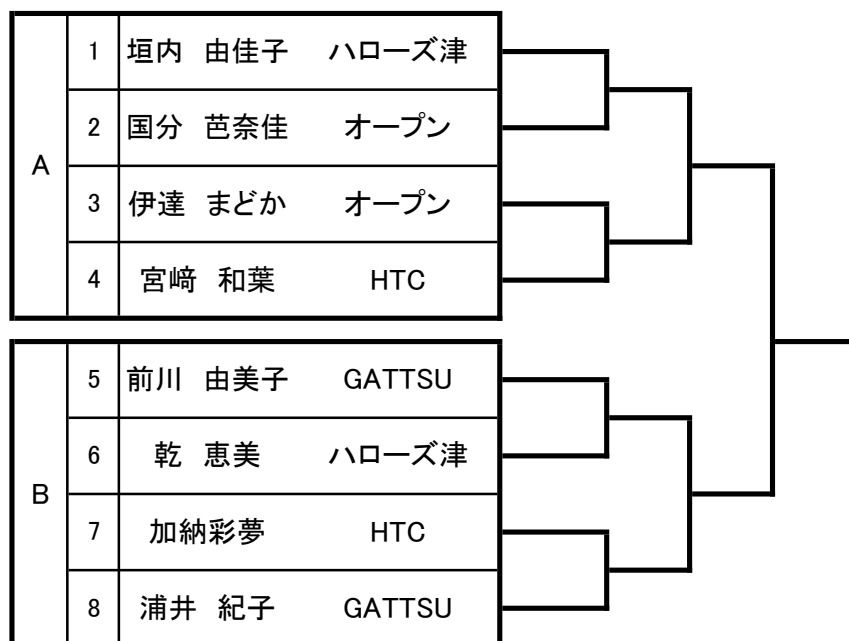 A
1 垣内 由佳子 ハローズ津
2 国分 芭奈佳 オープン
3 伊達 まどか オープン
4 宮﨑 和葉 HTC
B
5 前川 由美子 GATTSU
6 乾 恵美 ハローズ津
7 加納彩夢 HTC
8 浦井 紀子 GATTSU